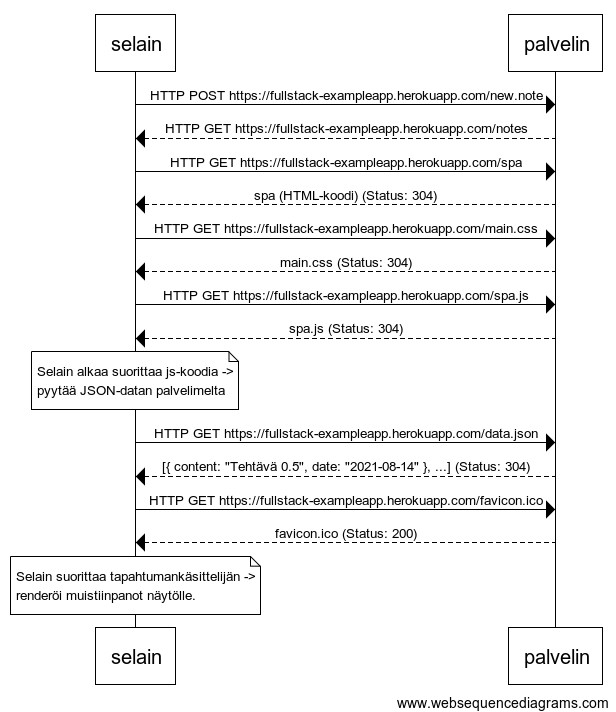 selain
palvelin
HTTP POST https://fullstack-exampleapp.herokuapp.com/new.note
HTTP GET https://fullstack-exampleapp.herokuapp.com/notes
HTTP GET https://fullstack-exampleapp.herokuapp.com/spa
spa (HTML-koodi) (Status: 304)
HTTP GET https://fullstack-exampleapp.herokuapp.com/main.css
main.css (Status: 304)
HTTP GET https://fullstack-exampleapp.herokuapp.com/spa.js
spa.js (Status: 304)
Selain alkaa suorittaa js-koodia ->
pyytää JSON-datan palvelimelta
HTTP GET https://fullstack-exampleapp.herokuapp.com/data.json
[{ content: "Tehtävä 0.5", date: "2021-08-14" }, ...] (Status: 304)
HTTP GET https://fullstack-exampleapp.herokuapp.com/favicon.ico
favicon.ico (Status: 200)
Selain suorittaa tapahtumankäsittelijän ->
renderöi muistiinpanot näytölle.
selain
palvelin
www.websequencediagrams.com